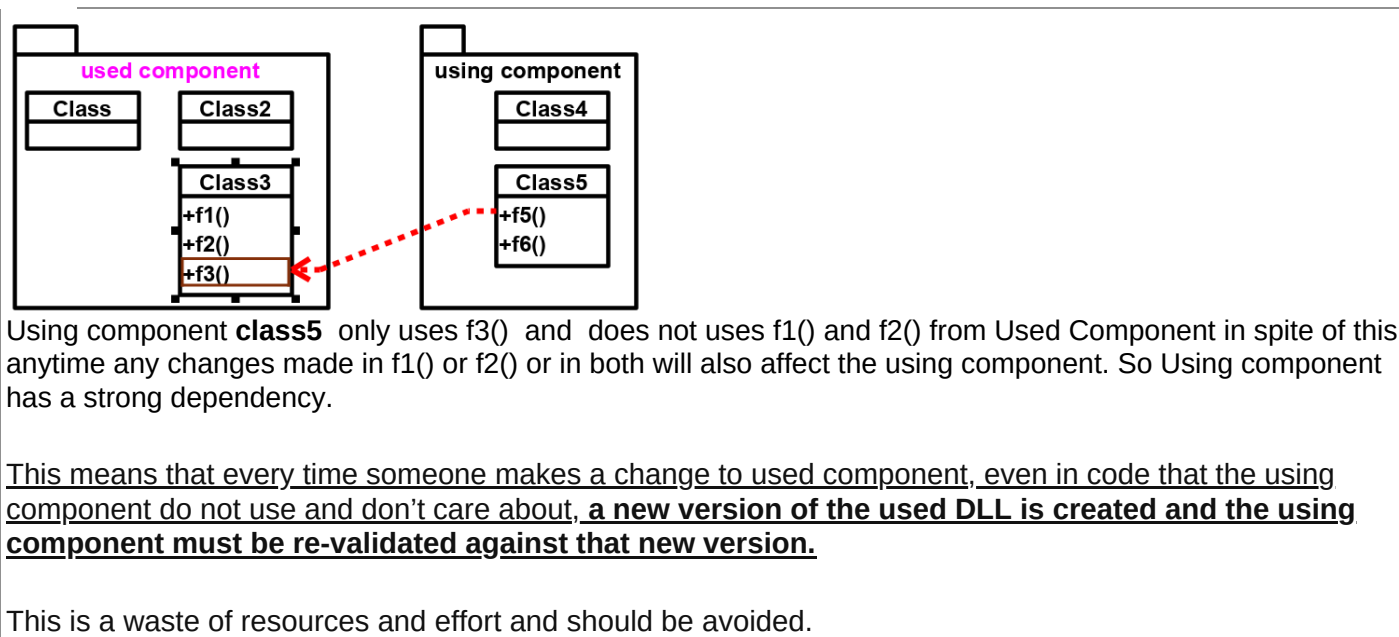 used component
Class
Class2
Class3
+f1()
+f2()
+f3()
using component
Class4
Class5
+f5()
+f6()
Using component class5 only uses f3() and does not uses f1() and f2() from Used Component in spite of this
anytime any changes made in f1() or f2() or in both will also affect the using component. So Using component
has a strong dependency.
This means that every time someone makes a change to used component, even in code that the using
component do not use and don’t care about, a new version of the used DLL is created and the using
component must be re-validated against that new version.
This is a waste of resources and effort and should be avoided.